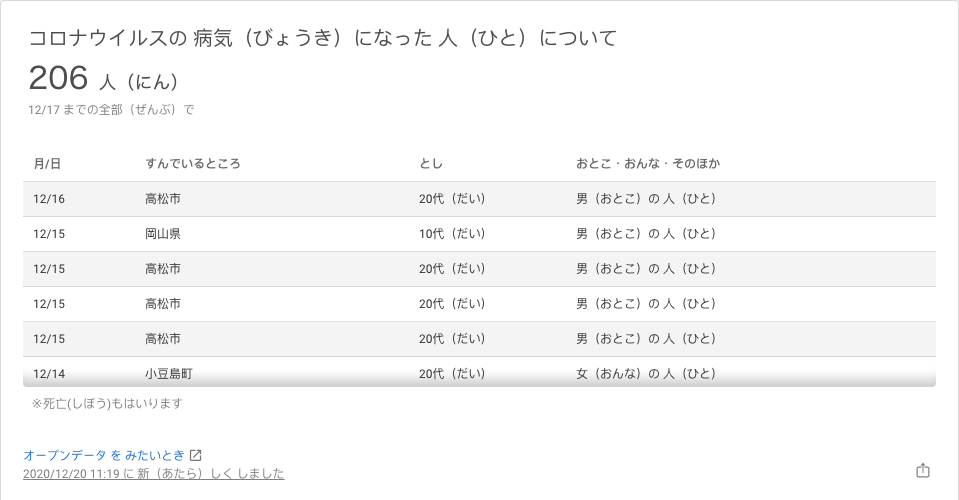 コロナウイルスの 病気（びょうき）になった 人（ひと）について
206 人（にん）
12/17 までの全部（ぜんぶ）で
月/日 すんでいるところ とし おとこ・おんな・そのほか
12/16 高松市 20代（だい） 男（おとこ）の 人（ひと）
12/15 岡山県 10代（だい） 男（おとこ）の 人（ひと）
12/15 高松市 20代（だい） 男（おとこ）の 人（ひと）
12/15 高松市 20代（だい） 男（おとこ）の 人（ひと）
12/15 高松市 20代（だい） 男（おとこ）の 人（ひと）
12/14 小豆島町 20代（だい） 女（おんな）の 人（ひと）
※死亡(しぼう)もはいります
オープンデータ を みたいとき
2020/12/20 11:19 に 新（あたら）しく しました